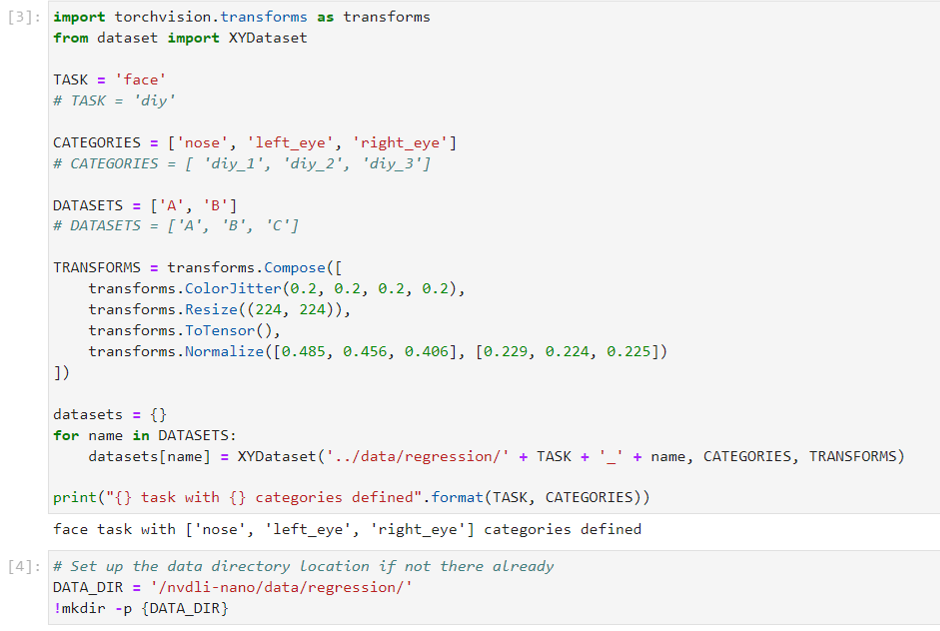 [3]: import torchvision.transforms as transforms
from dataset import XYDataset
TASK = 'face'
# TASK = 'diy'
CATEGORIES = ['nose', 'left_eye', 'right_eye']
# CATEGORIES = [ 'diy_1', 'diy_2', 'diy_3']
DATASETS = ['A', 'B']
# DATASETS = ['A', 'B', 'C']
TRANSFORMS = transforms.Compose([
    transforms.ColorJitter(0.2, 0.2, 0.2, 0.2),
    transforms.Resize((224, 224)),
    transforms.ToTensor(),
    transforms.Normalize([0.485, 0.456, 0.406], [0.229, 0.224, 0.225])
])
datasets = {}
for name in DATASETS:
    datasets[name] = XYDataset('../data/regression/' + TASK + '_' + name, CATEGORIES, TRANSFORMS)
print("{} task with {} categories defined".format(TASK, CATEGORIES))
face task with ['nose', 'left_eye', 'right_eye'] categories defined
[4]: # Set up the data directory location if not there already
DATA_DIR = '/nvdli-nano/data/regression/'
!mkdir -p {DATA_DIR}